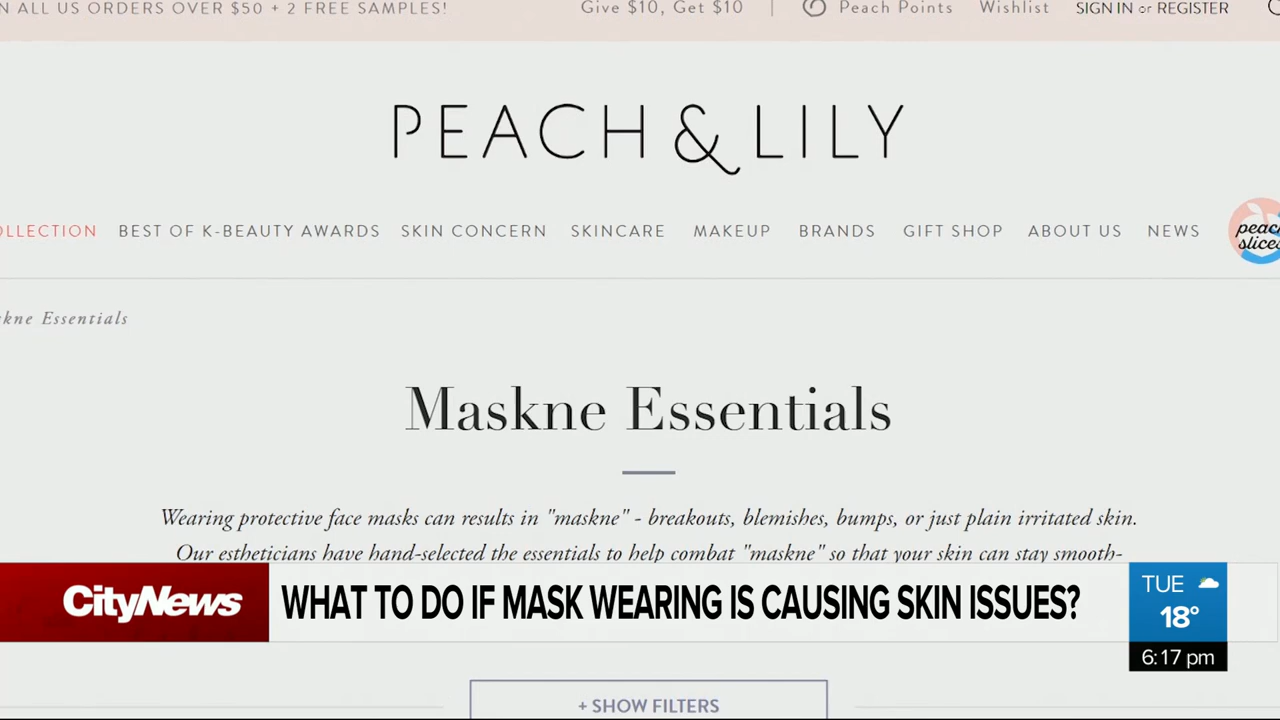 N ALL US ORDERS OVER $50 + 2 FREE SAMPLES!
Give $10, Get $10 | Peach Points Wishlist SIGN IN or REGISTER
PEACH & LILY
OLLECTION BEST OF K-BEAUTY AWARDS SKIN CONCERN SKINCARE MAKEUP BRANDS GIFT SHOP ABOUT US NEWS
peach
slices
kne Essentials
Maskne Essentials
Wearing protective face masks can results in "maskne" - breakouts, blemishes, bumps, or just plain irritated skin.
Our estheticians have hand-selected the essentials to help combat "maskne" so that your skin can stay smooth-
CityNews
WHAT TO DO IF MASK WEARING IS CAUSING SKIN ISSUES?
TUE
18°
6:17 pm
+ SHOW FILTERS